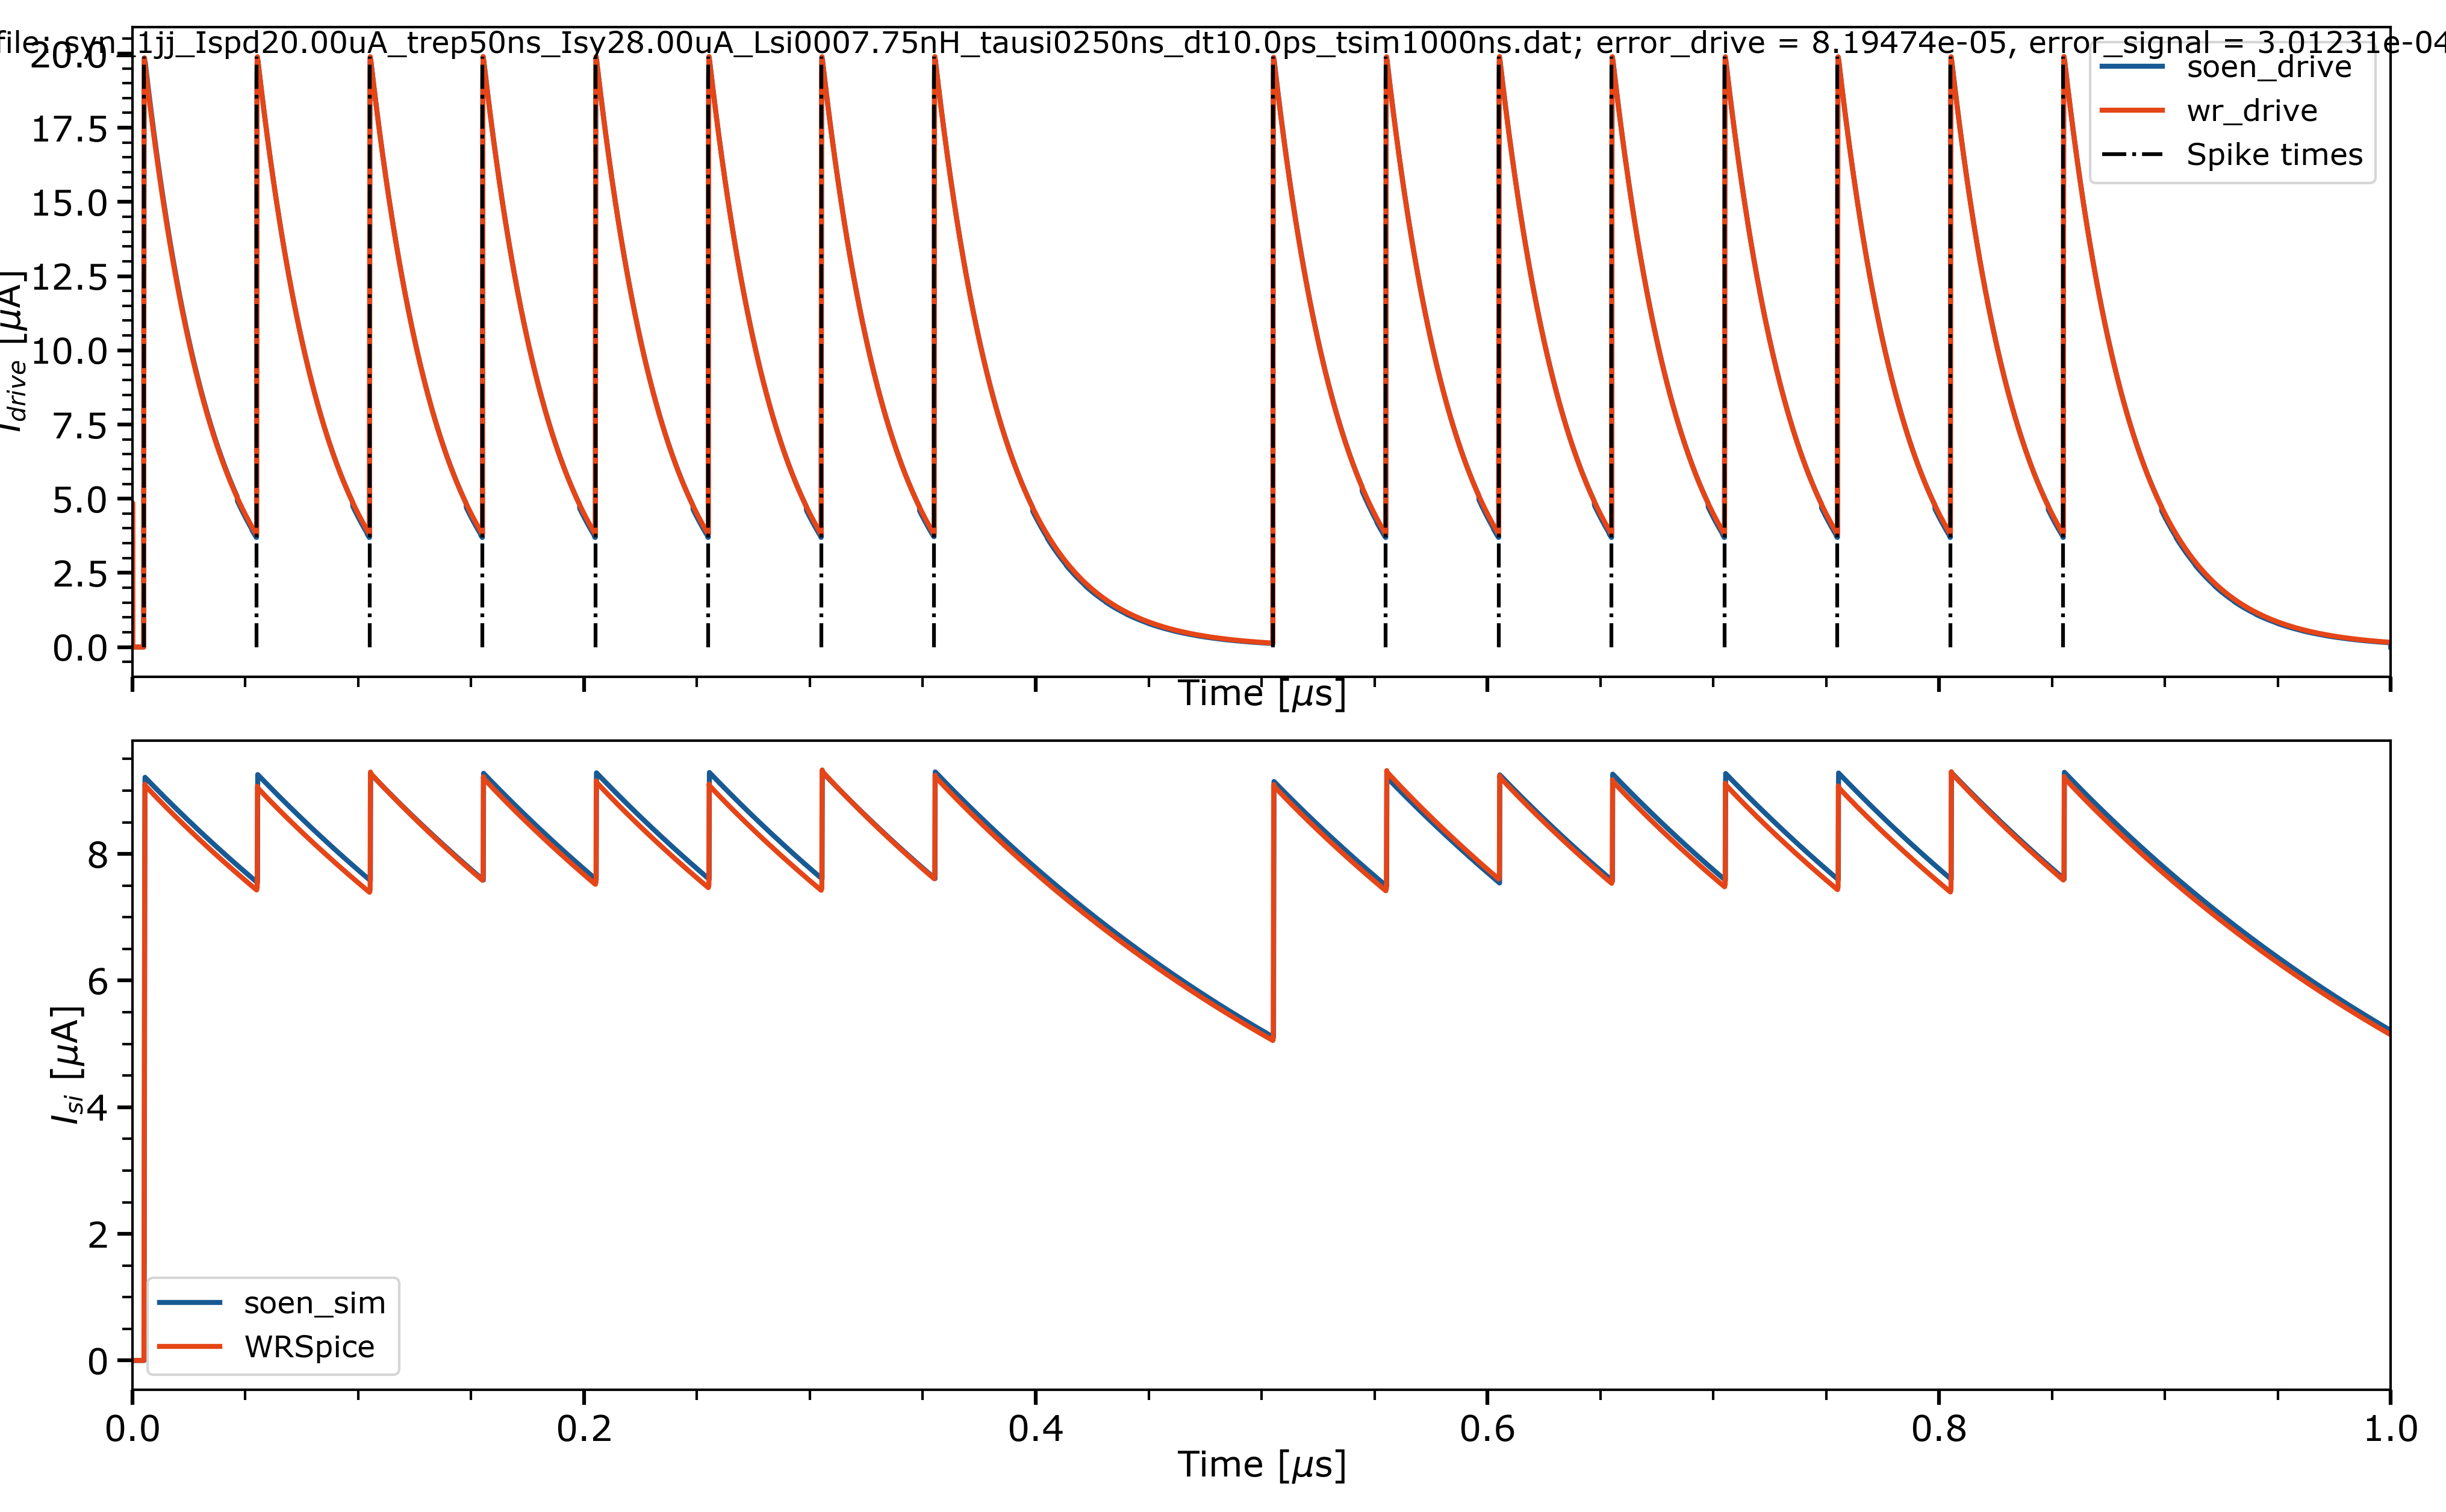 file: syn_1jj_Ispd20.00uA_trep50ns_Isy28.00uA_Lsi0007.75nH_tausi0250ns_dt10.0ps_tsim1000ns.dat; error_drive = 8.19474e-05, error_signal = 3.01231e-04
20.0
17.5
15.0
12.5
10.0
7.5
5.0
2.5
0.0
I_drive [μA]
soen_drive
wr_drive
Spike times
Time [μs]
8
6
4
2
0
I_si [μA]
soen_sim
WRSpice
0.0 0.2 0.4 0.6 0.8 1.0
Time [μs]